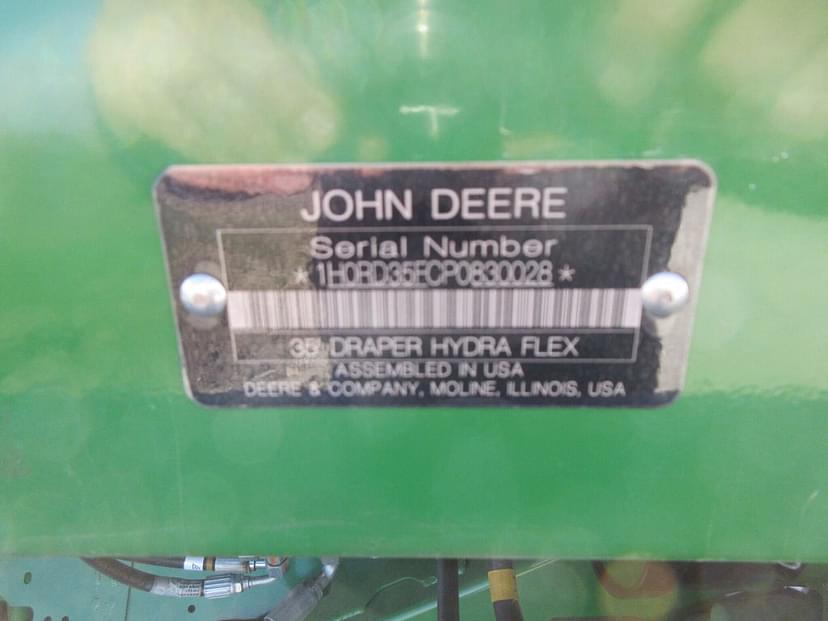 JOHN DEERE
Serial Number
*1H0RD35FCP0830028*
35' DRAPER HYDRA FLEX
ASSEMBLED IN USA
DEERE & COMPANY, MOLINE, ILLINOIS, USA